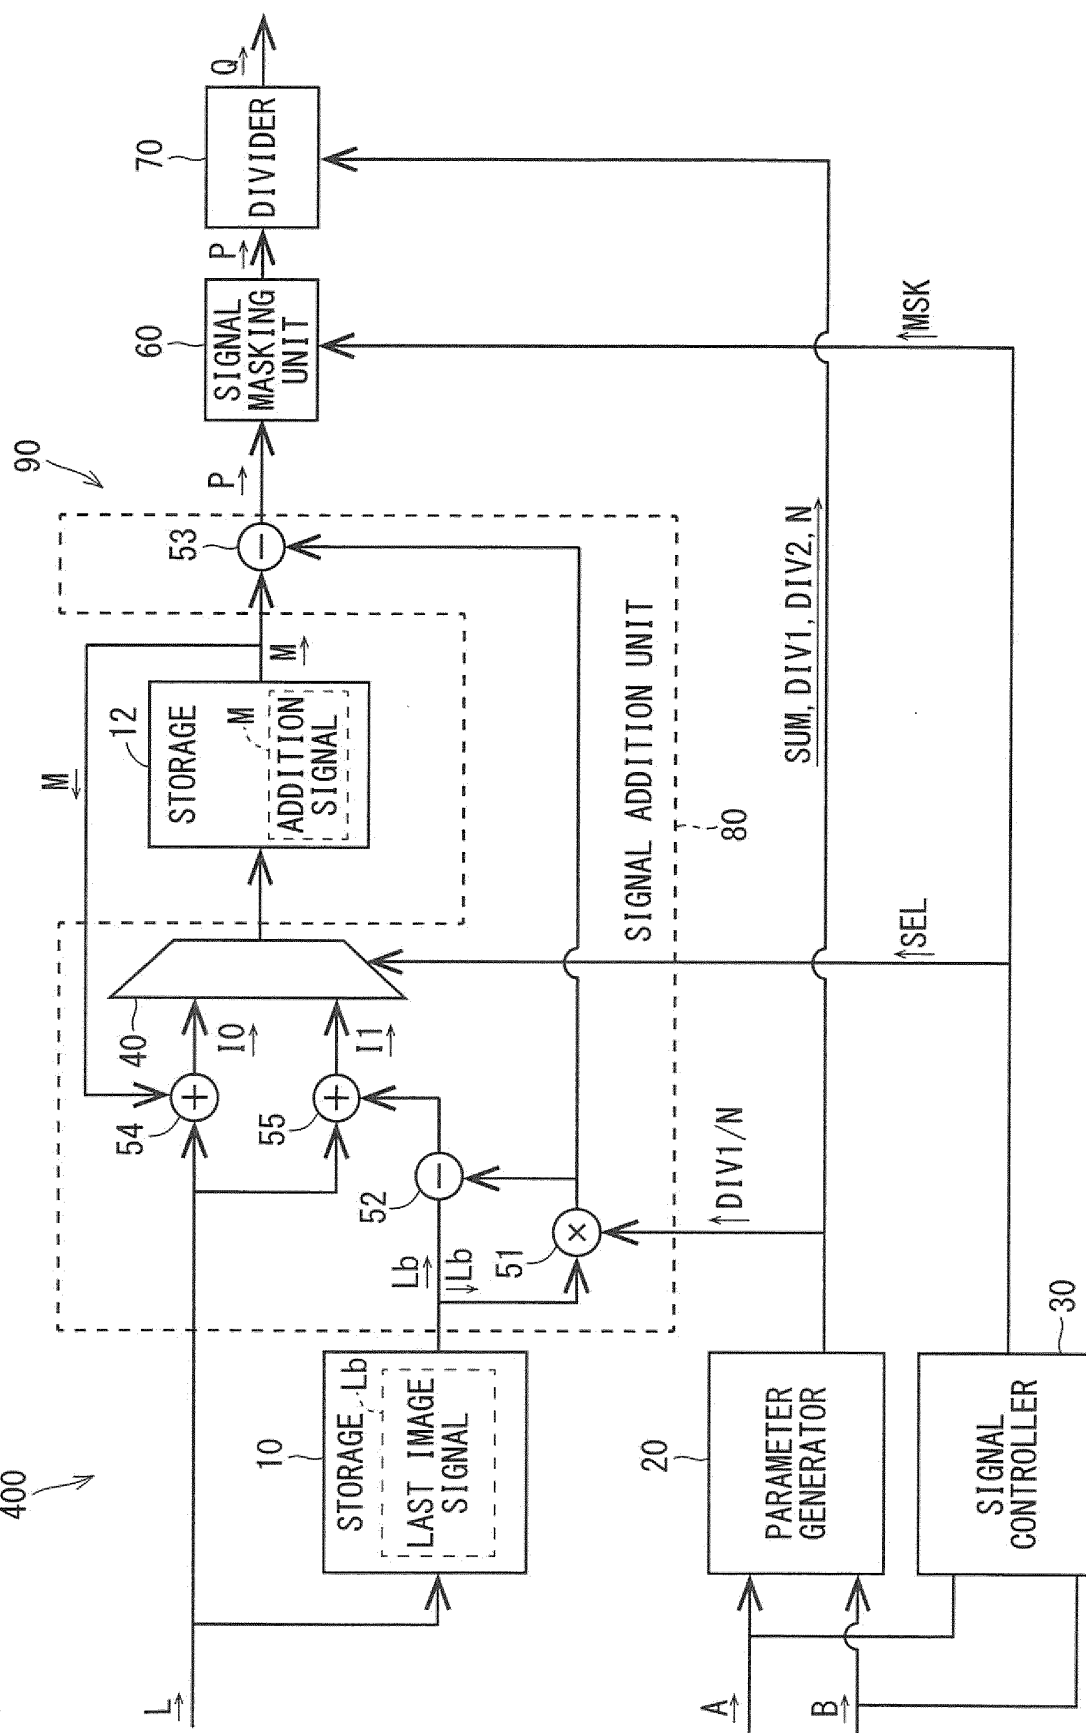 400
90
L
10
STORAGE
Lb
LAST IMAGE
SIGNAL
Lb
Lb
52
51
54
55
40
I0
I1
M
12
STORAGE
M
ADDITION
SIGNAL
M
53
P
60
SIGNAL
MASKING
UNIT
P
70
DIVIDER
Q
SIGNAL ADDITION UNIT
80
A
B
20
PARAMETER
GENERATOR
DIV1/N
SUM, DIV1, DIV2, N
30
SIGNAL
CONTROLLER
SEL
MSK